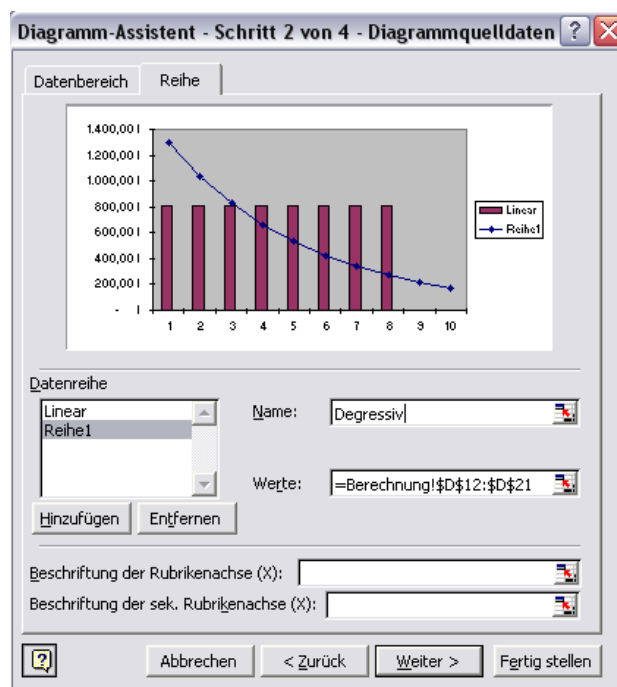 Diagramm-Assistent - Schritt 2 von 4 - Diagrammquelldaten
Datenbereich Reihe
1.400,00 I
1.200,00 I
1.000,00 I
800,00 I
600,00 I
400,00 I
200,00 I
- I
1 2 3 4 5 6 7 8 9 10
Linear
Reihe1
Datenreihe
Linear
Reihe1
Name: Degressiv
Werte: =Berechnung!$D$12:$D$21
Hinzufügen Entfernen
Beschriftung der Rubrikenachse (X):
Beschriftung der sek. Rubrikenachse (X):
Abbrechen < Zurück Weiter > Fertig stellen